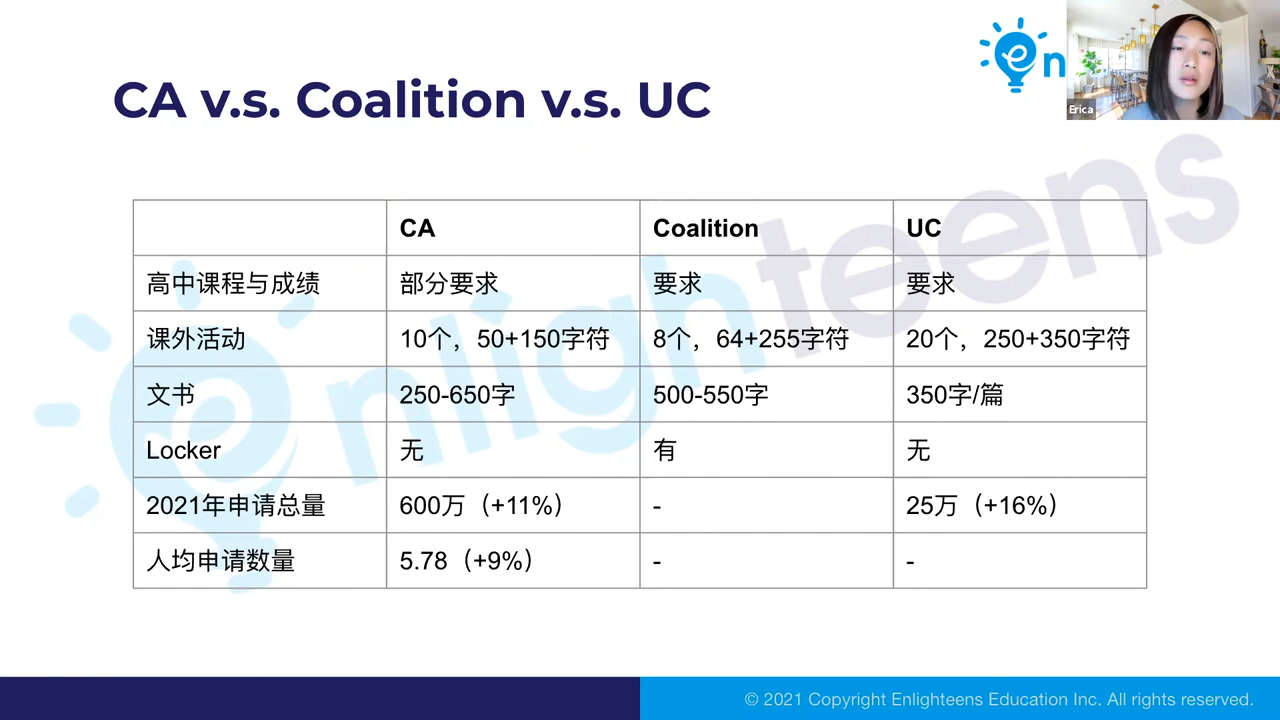 en
Erica
CA v.s. Coalition v.s. UC
enlighteens
CA Coalition UC
高中课程与成绩 部分要求 要求 要求
课外活动 10个，50+150字符 8个，64+255字符 20个，250+350字符
文书 250-650字 500-550字 350字/篇
Locker 无 有 无
2021年申请总量 600万（+11%） - 25万（+16%）
人均申请数量 5.78（+9%） - -
© 2021 Copyright Enlighteens Education Inc. All rights reserved.